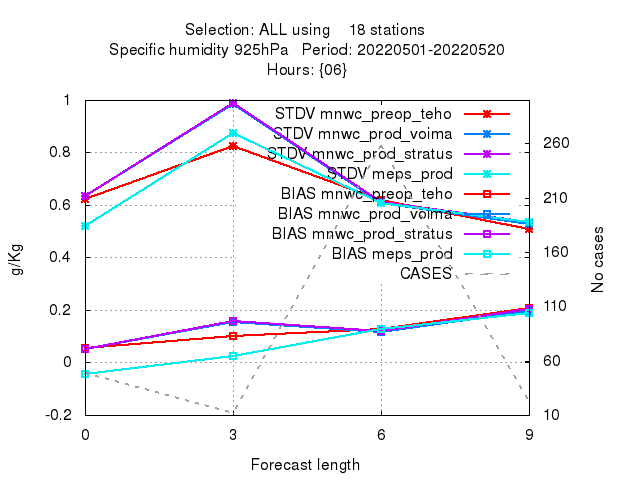 Selection: ALL using 18 stations
Specific humidity 925hPa Period: 20220501-20220520
Hours: {06}
1
0.8
0.6
0.4
0.2
0
-0.2
g/Kg
STDV mnwc_preop_teho
STDV mnwc_prod_voima
STDV mnwc_prod_stratus
STDV meps_prod
BIAS mnwc_preop_teho
BIAS mnwc_prod_voima
BIAS mnwc_prod_stratus
BIAS meps_prod
CASES
260
210
160
110
60
10
No cases
0 3 6 9
Forecast length